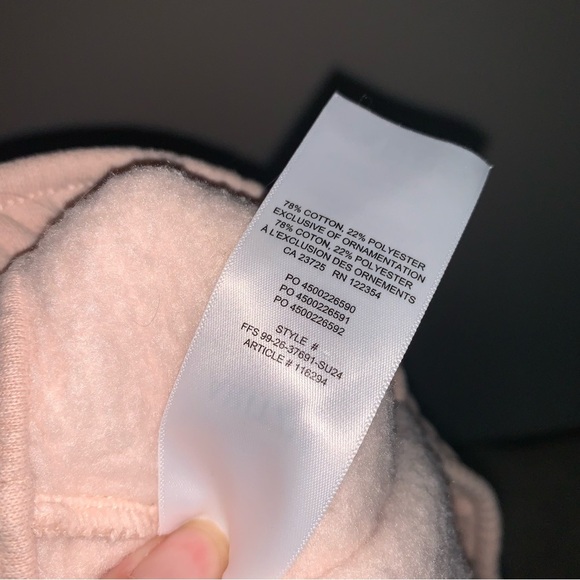 78% COTTON, 22% POLYESTER
EXCLUSIVE OF ORNAMENTATION
78% COTON, 22% POLYESTER
À L'EXCLUSION DES ORNEMENTS
CA 23725 RN 122354
PO 4500226590
PO 4500226591
PO 4500226592
STYLE #
FFS 99-26-37691-SU24
ARTICLE # 116294